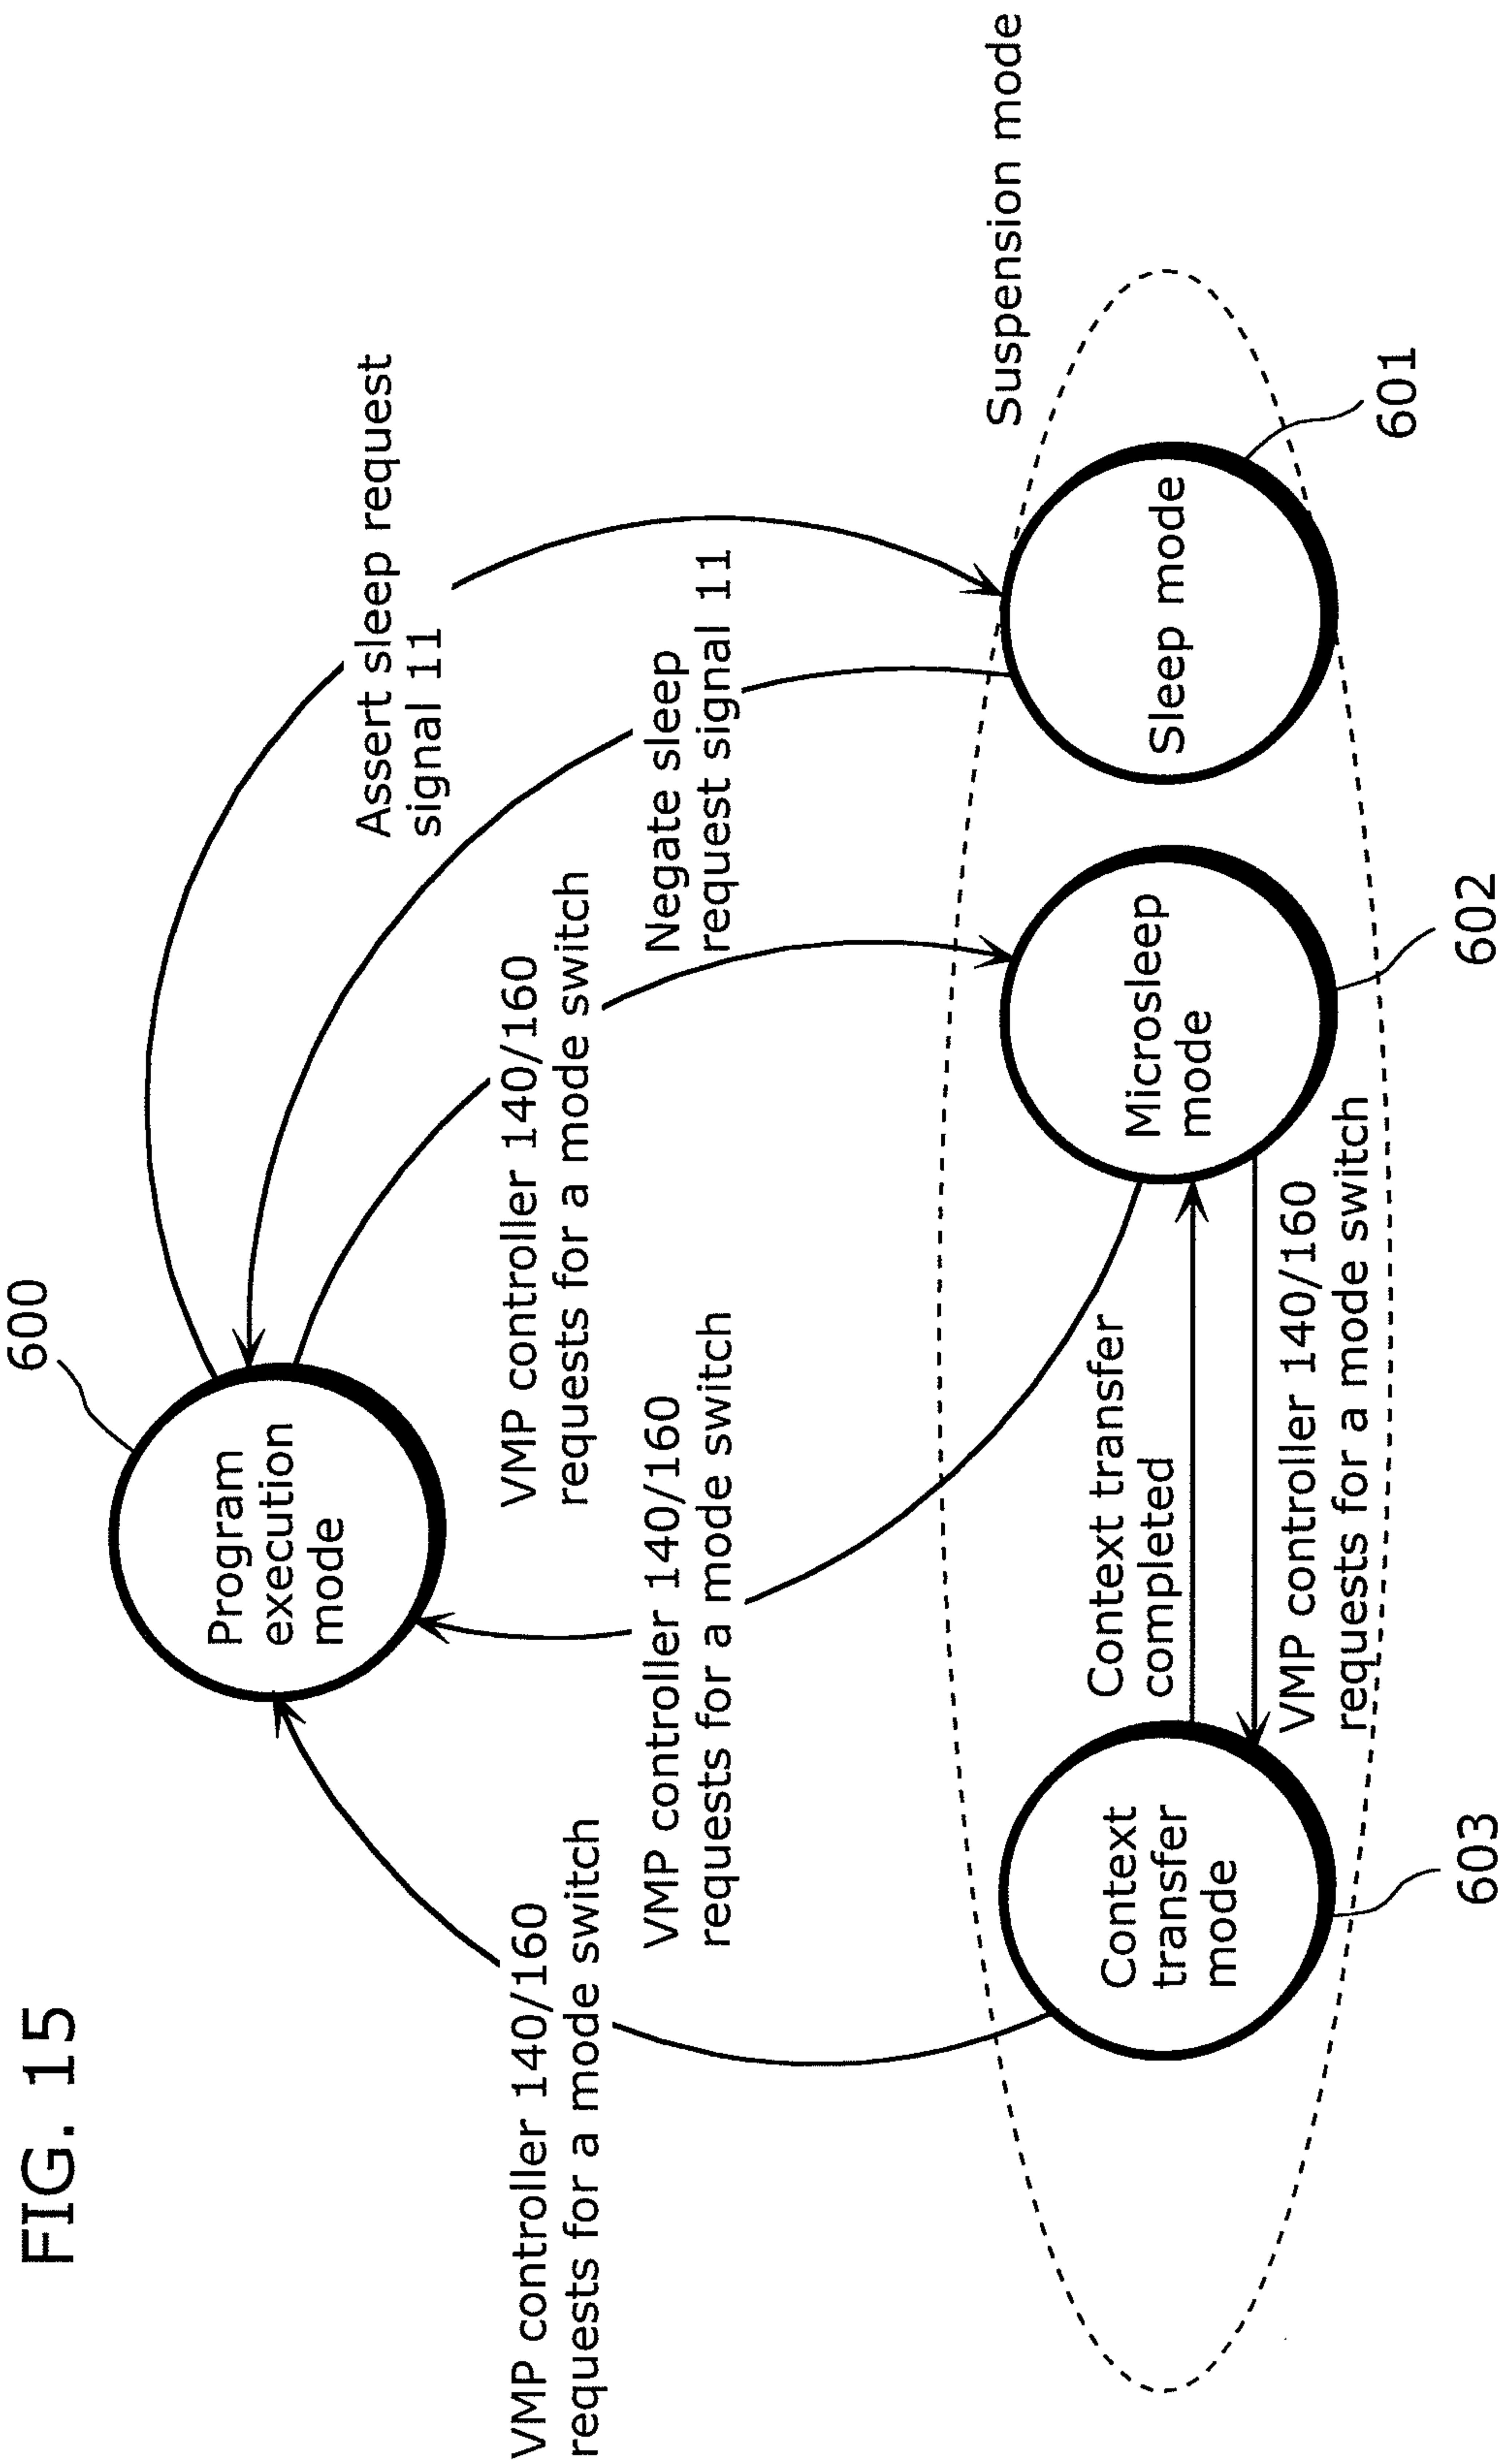 FIG. 15
600
Program
execution
mode
Assert sleep request
signal 11
Negate sleep
request signal 11
VMP controller 140/160
requests for a mode switch
VMP controller 140/160
requests for a mode switch
VMP controller 140/160
requests for a mode switch
Suspension mode
Context
transfer
mode
603
Context transfer
completed
VMP controller 140/160
requests for a mode switch
Microsleep
mode
602
Sleep mode
601